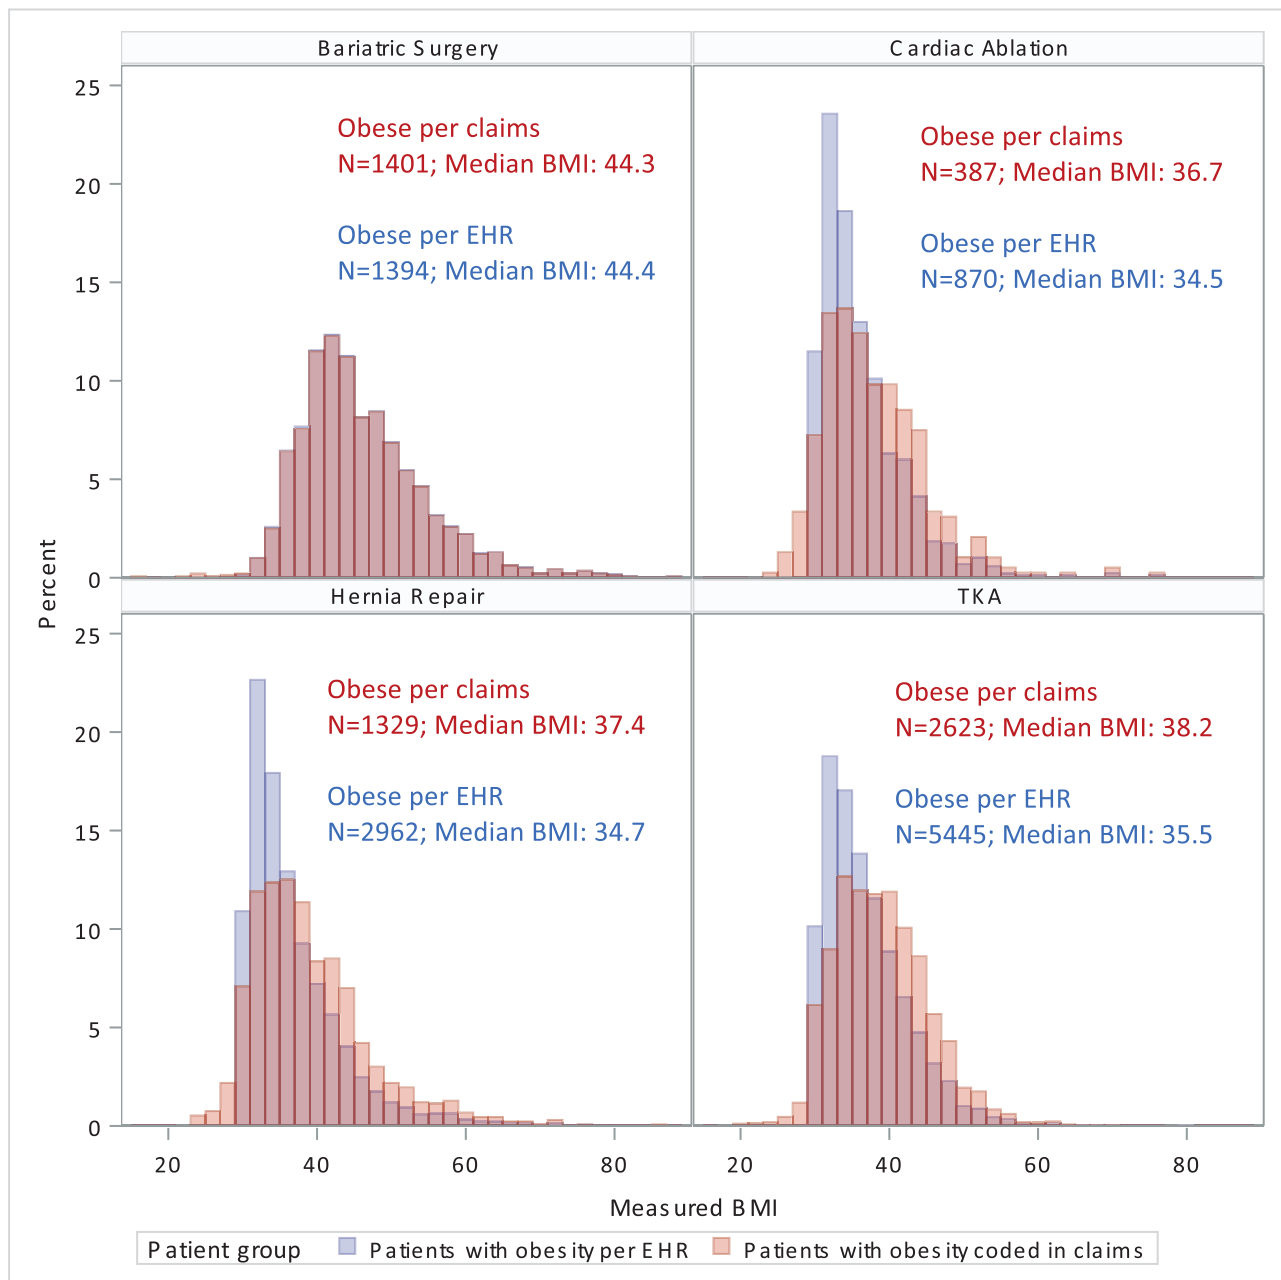 Bariatric Surgery
Cardiac Ablation
25
20
15
10
5
0
Obese per claims
N=1401; Median BMI: 44.3
Obese per EHR
N=1394; Median BMI: 44.4
Obese per claims
N=387; Median BMI: 36.7
Obese per EHR
N=870; Median BMI: 34.5
Percent
Hernia Repair
TKA
25
20
15
10
5
0
Obese per claims
N=1329; Median BMI: 37.4
Obese per EHR
N=2962; Median BMI: 34.7
Obese per claims
N=2623; Median BMI: 38.2
Obese per EHR
N=5445; Median BMI: 35.5
20 40 60 80 20 40 60 80
Measured BMI
Patient group Patients with obesity per EHR Patients with obesity coded in claims